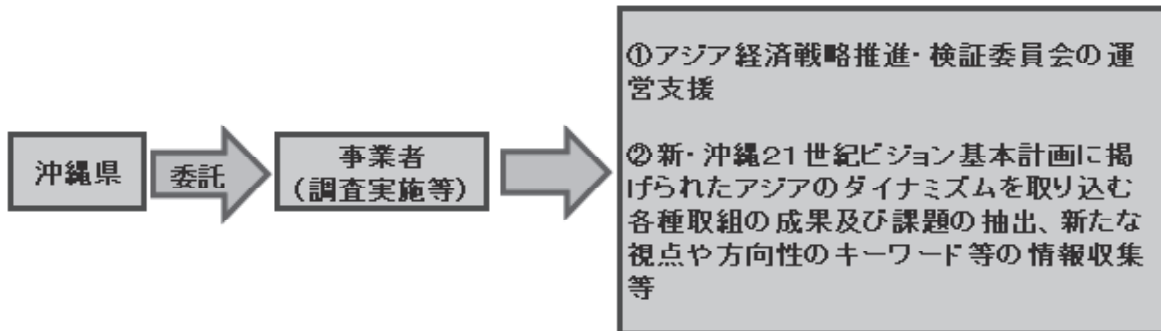 沖縄県
委託
事業者
（調査実施等）
①アジア経済戦略推進・検証委員会の運
営支援
②新・沖縄21世紀ビジョン基本計画に掲
げられたアジアのダイナミズムを取り込む
各種取組の成果及び課題の抽出、新たな
視点や方向性のキーワード等の情報収集
等